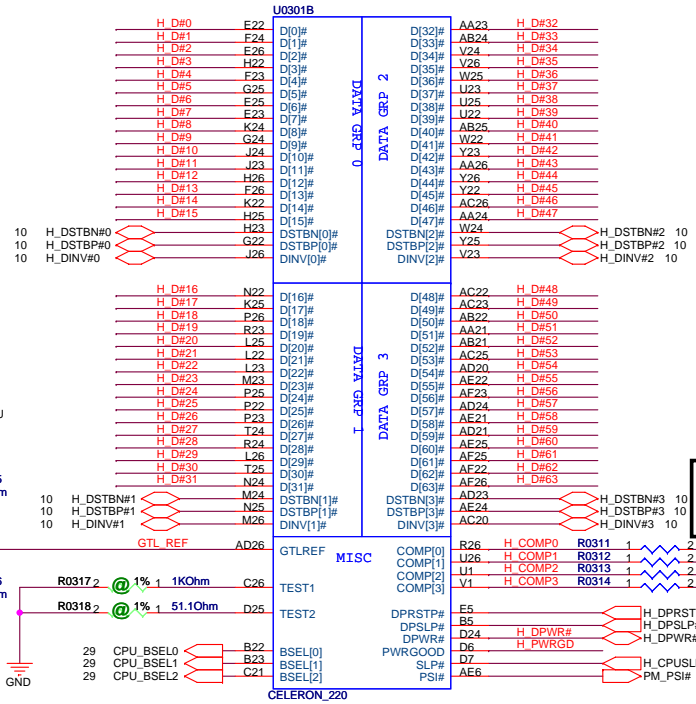 U0301B
H_D#0 E22 D[0]# D[32]# AA23 H_D#32
H_D#1 F24 D[1]# D[33]# AB24 H_D#33
H_D#2 E26 D[2]# D[34]# V24 H_D#34
H_D#3 H22 D[3]# D[35]# V26 H_D#35
H_D#4 F23 D[4]# D[36]# W25 H_D#36
H_D#5 G25 D[5]# D[37]# U23 H_D#37
H_D#6 E25 D[6]# D[38]# U25 H_D#38
H_D#7 E23 D[7]# D[39]# U22 H_D#39
H_D#8 K24 D[8]# D[40]# AB25 H_D#40
H_D#9 G24 D[9]# D[41]# W22 H_D#41
H_D#10 J24 D[10]# D[42]# Y23 H_D#42
H_D#11 J23 D[11]# D[43]# AA26 H_D#43
H_D#12 H26 D[12]# D[44]# Y26 H_D#44
H_D#13 F26 D[13]# D[45]# Y22 H_D#45
H_D#14 K22 D[14]# D[46]# AC26 H_D#46
H_D#15 H25 D[15]# D[47]# AA24 H_D#47
10 H_DSTBN#0 H23 DSTBN[0]# DSTBN[2]# W24 H_DSTBN#2 10
10 H_DSTBP#0 G22 DSTBP[0]# DSTBP[2]# Y25 H_DSTBP#2 10
10 H_DINV#0 J26 DINV[0]# DINV[2]# V23 H_DINV#2 10
DATA GRP 0
DATA GRP 2
H_D#16 N22 D[16]# D[48]# AC22 H_D#48
H_D#17 K25 D[17]# D[49]# AC23 H_D#49
H_D#18 P26 D[18]# D[50]# AB22 H_D#50
H_D#19 R23 D[19]# D[51]# AA21 H_D#51
H_D#20 L25 D[20]# D[52]# AB21 H_D#52
H_D#21 L22 D[21]# D[53]# AC25 H_D#53
H_D#22 L23 D[22]# D[54]# AD20 H_D#54
H_D#23 M23 D[23]# D[55]# AE22 H_D#55
H_D#24 P25 D[24]# D[56]# AF23 H_D#56
H_D#25 P22 D[25]# D[57]# AD24 H_D#57
H_D#26 P23 D[26]# D[58]# AE21 H_D#58
H_D#27 T24 D[27]# D[59]# AD21 H_D#59
H_D#28 R24 D[28]# D[60]# AE25 H_D#60
H_D#29 L26 D[29]# D[61]# AF25 H_D#61
H_D#30 T25 D[30]# D[62]# AF22 H_D#62
H_D#31 N24 D[31]# D[63]# AF26 H_D#63
10 H_DSTBN#1 M24 DSTBN[1]# DSTBN[3]# AD23 H_DSTBN#3 10
10 H_DSTBP#1 N25 DSTBP[1]# DSTBP[3]# AE24 H_DSTBP#3 10
10 H_DINV#1 M26 DINV[1]# DINV[3]# AC20 H_DINV#3 10
DATA GRP 1
DATA GRP 3
GTL_REF AD26 GTLREF MISC COMP[0] R26 H_COMP0 R0311 1 2
COMP[1] U26 H_COMP1 R0312 1 2
COMP[2] U1 H_COMP2 R0313 1 2
R0317 2 @ 1% 1 1KOhm C26 TEST1 COMP[3] V1 H_COMP3 R0314 1 2
R0318 2 @ 1% 1 51.1Ohm D25 TEST2 DPRSTP# E5 H_DPRST
DPSLP# B5 H_DPSLP#
DPWR# D24 H_DPWR# H_DPWR#
29 CPU_BSEL0 B22 BSEL[0] PWRGOOD D6 H_PWRGD
29 CPU_BSEL1 B23 BSEL[1] SLP# D7 H_CPUSL
29 CPU_BSEL2 C21 BSEL[2] PSI# AE6 PM_PSI#
GND
CELERON_220